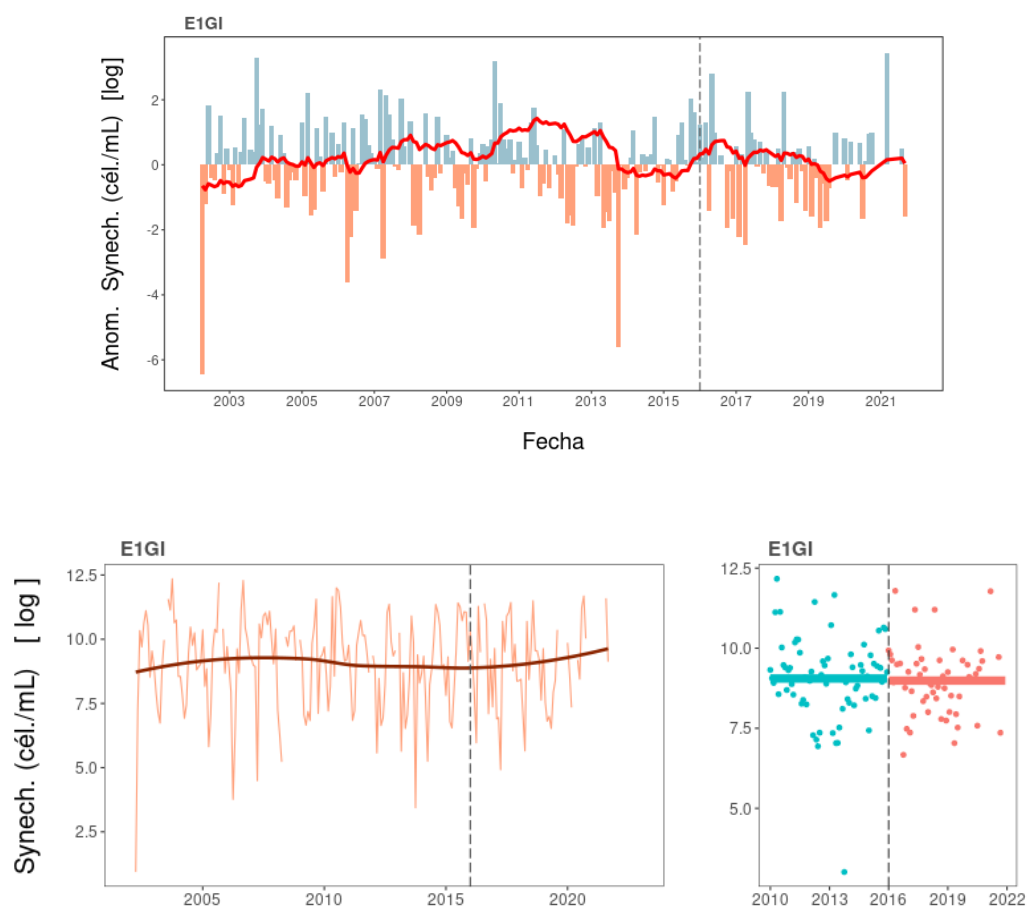 E1GI
Anom. Synech. (cél./mL) [log]
2
0
-2
-4
-6
2003 2005 2007 2009 2011 2013 2015 2017 2019 2021
Fecha
E1GI
Synech. (cél./mL) [ log ]
12.5
10.0
7.5
5.0
2.5
2005 2010 2015 2020
E1GI
12.5
10.0
7.5
5.0
2010 2013 2016 2019 2022